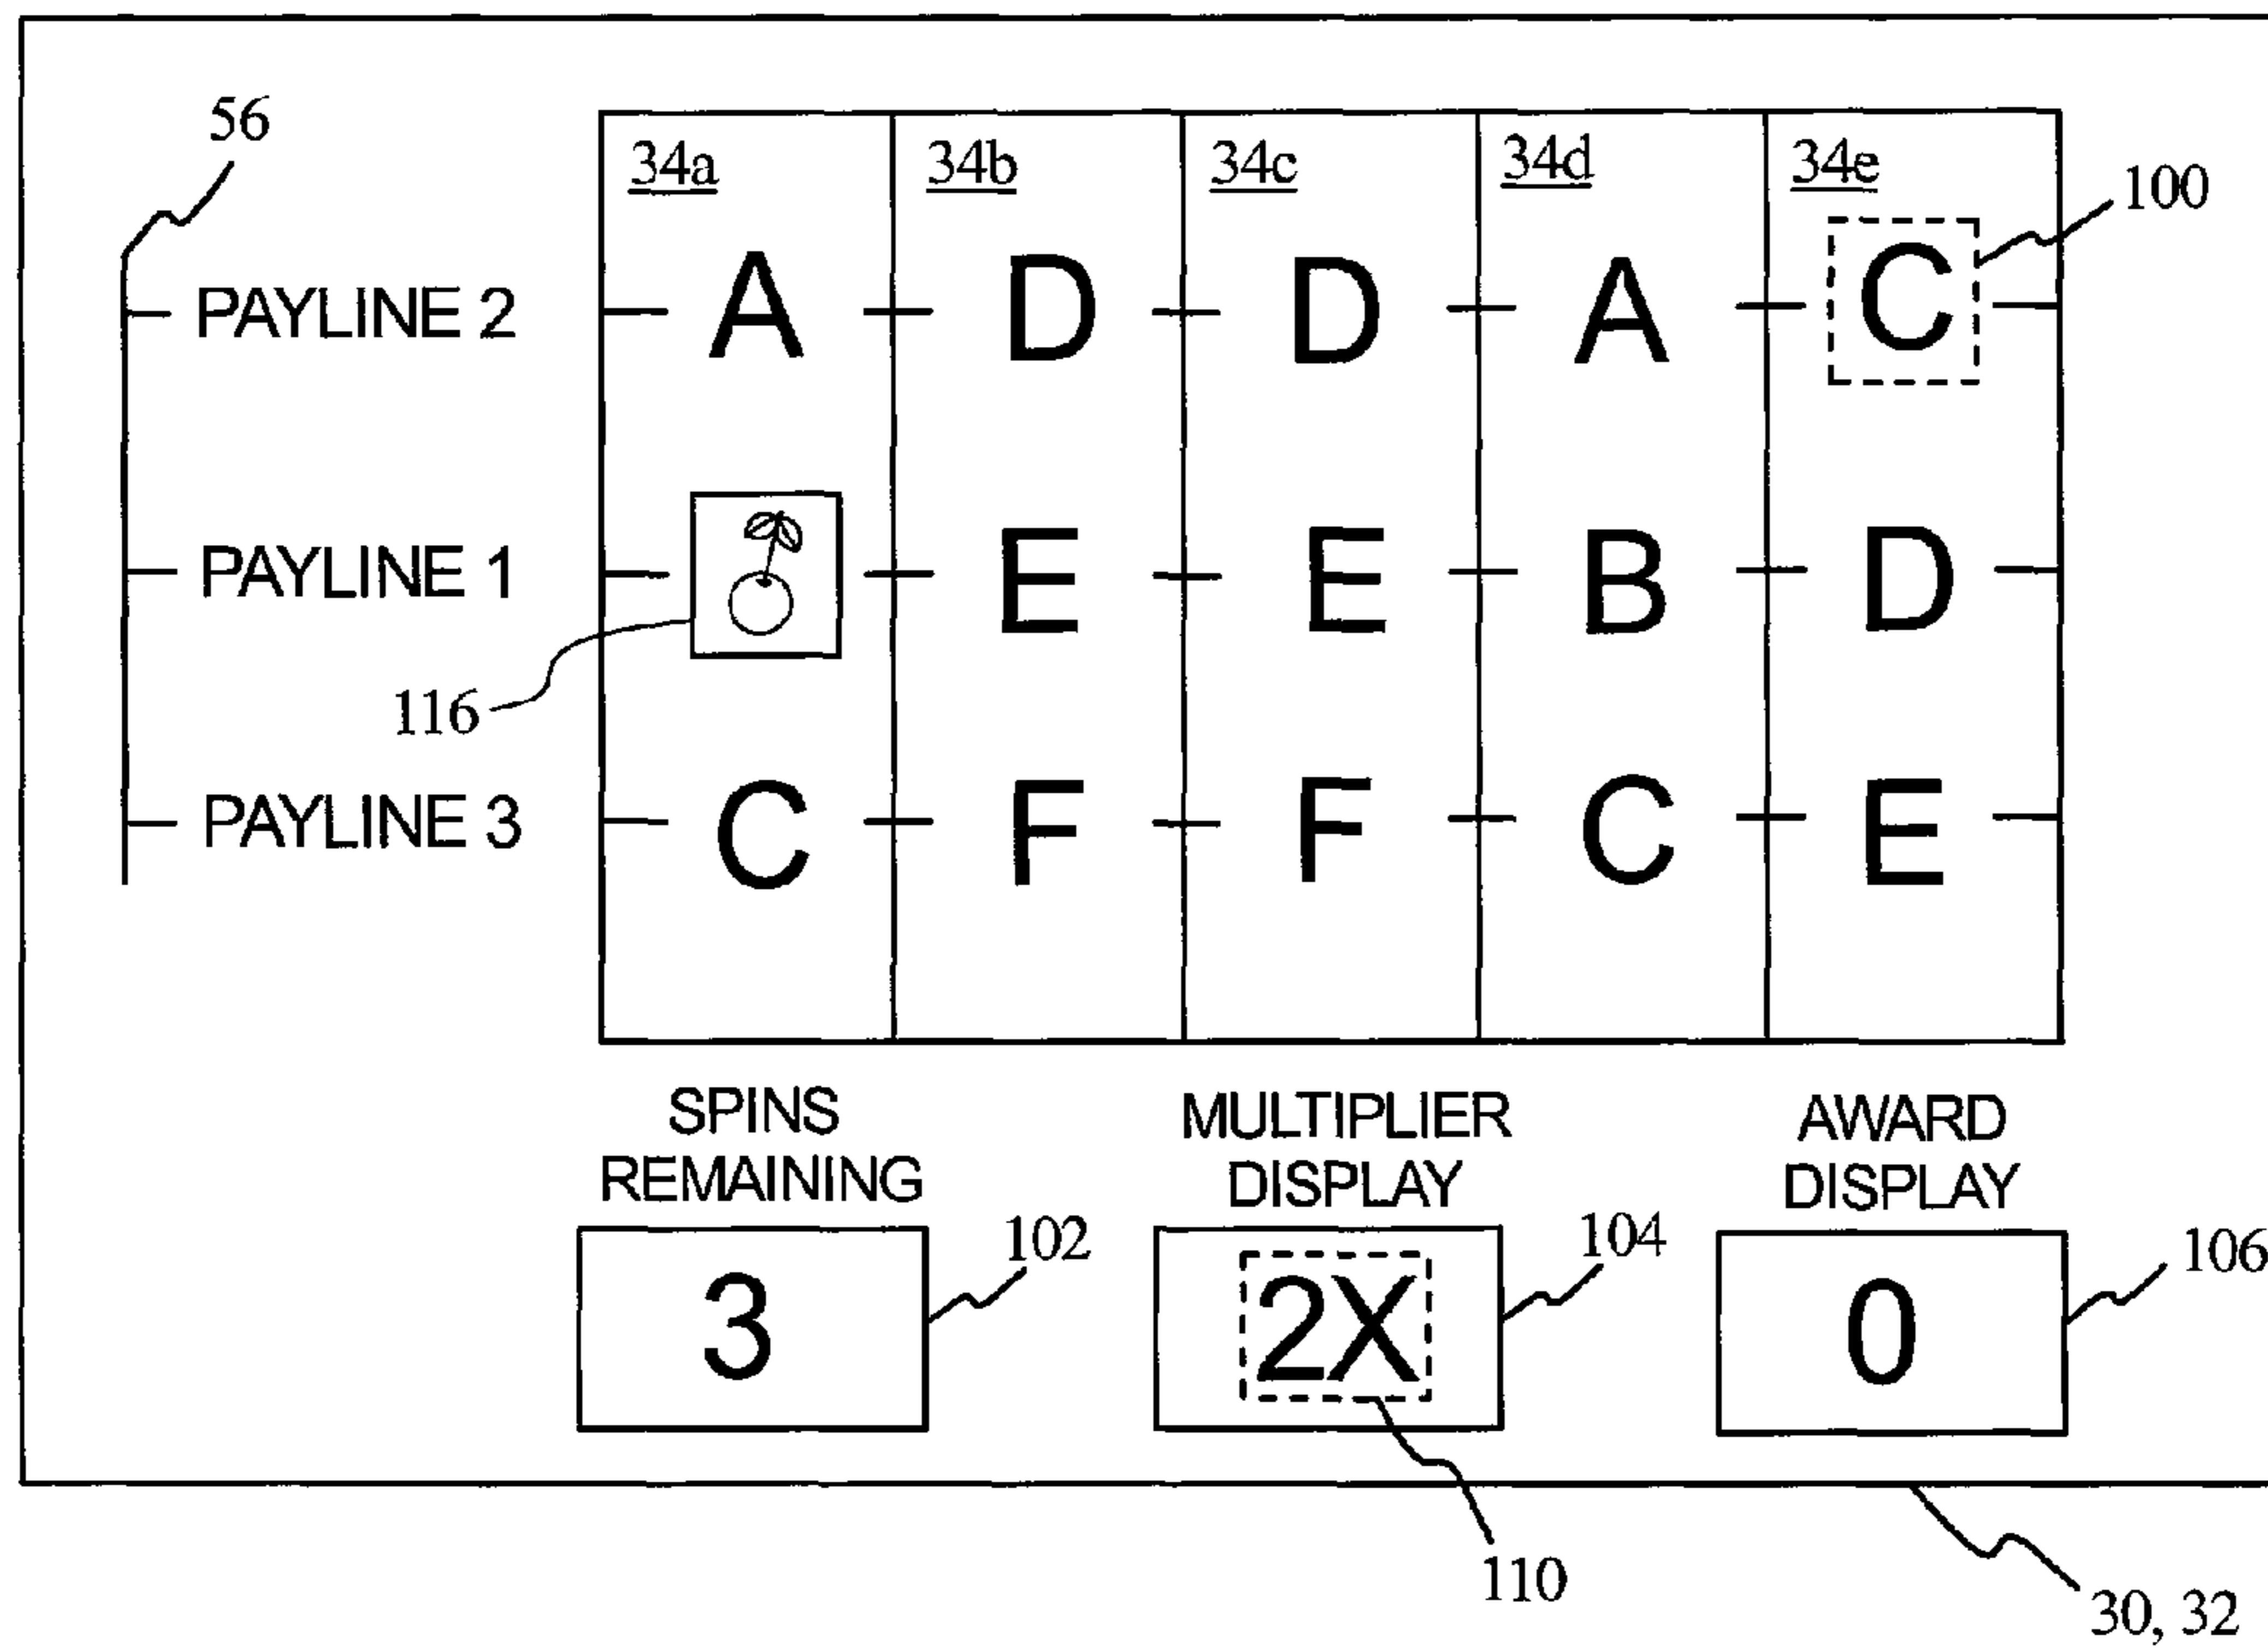 56
34a 34b 34c 34d 34e
100
PAYLINE 2 A D D A C
PAYLINE 1 E E B D
116
PAYLINE 3 C F F C E
SPINS REMAINING
MULTIPLIER DISPLAY
AWARD DISPLAY
3 102
2X 104
0 106
110
30, 32